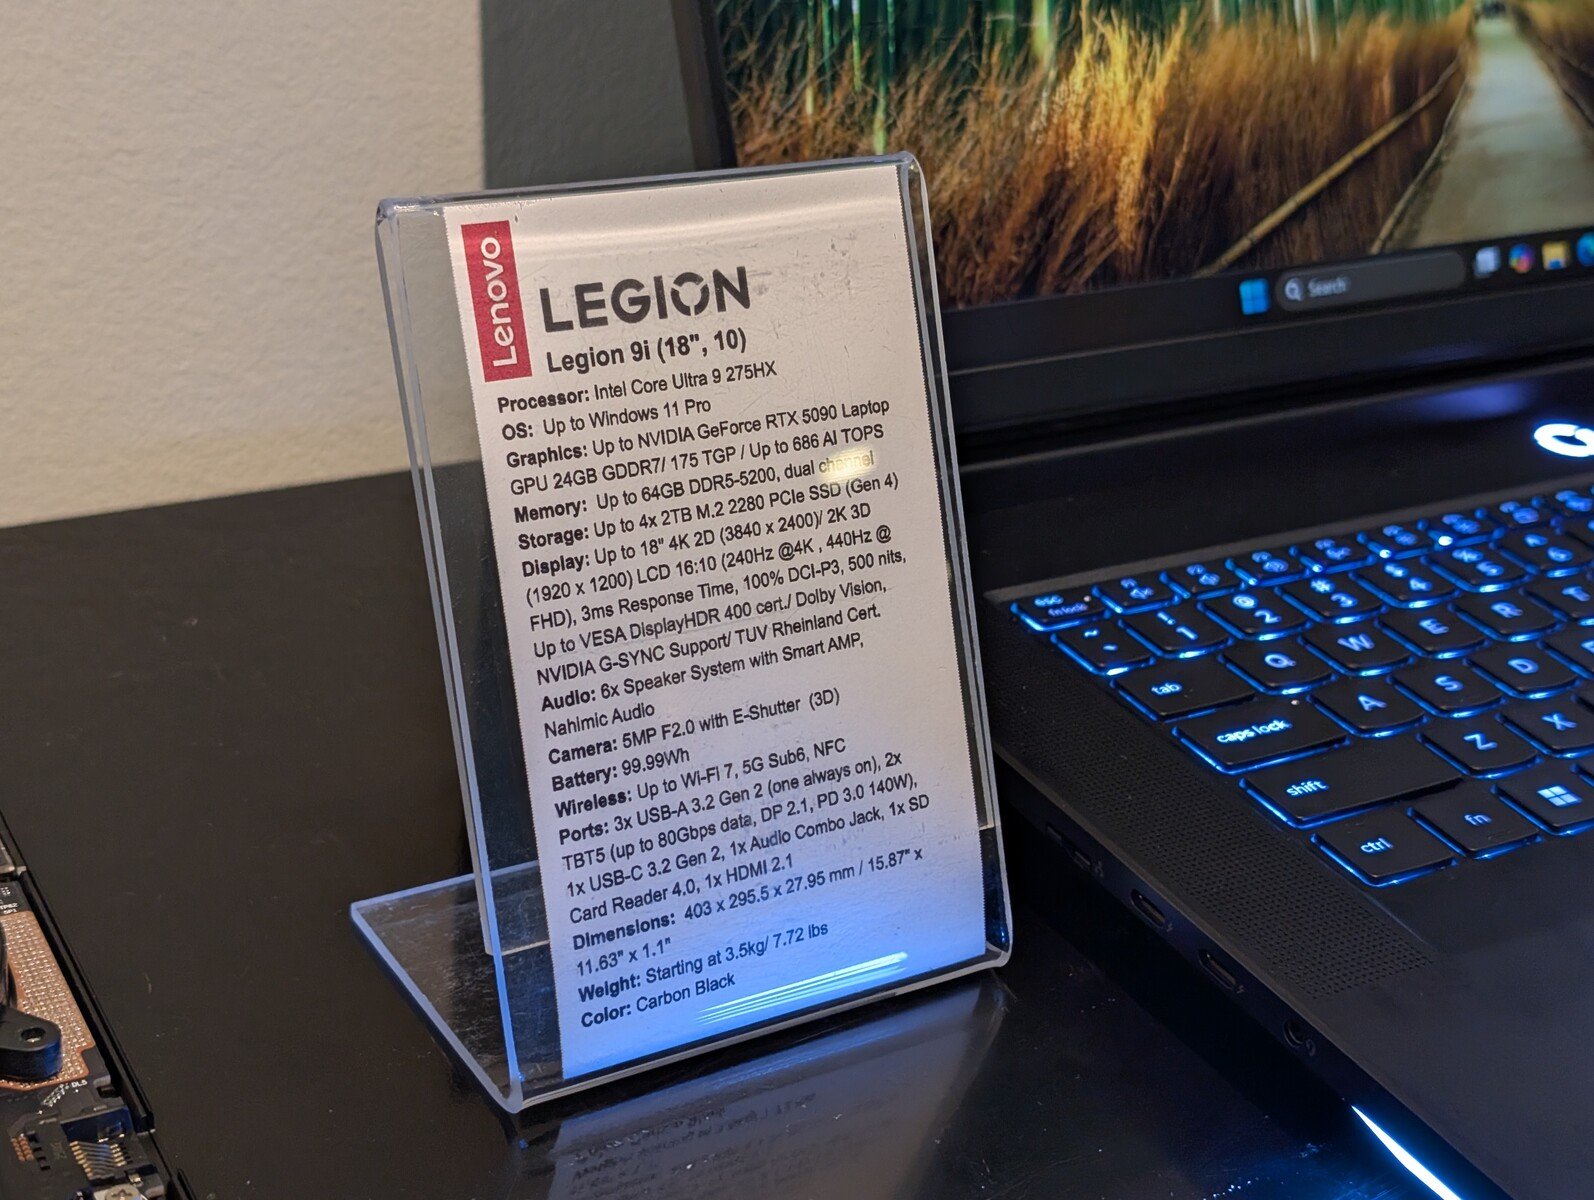 Lenovo
LEGION
Legion 9i (18", 10)
Processor: Intel Core Ultra 9 275HX
OS: Up to Windows 11 Pro
Graphics: Up to NVIDIA GeForce RTX 5090 Laptop
GPU 24GB GDDR7/ 175 TGP / Up to 686 AI TOPS
Memory: Up to 64GB DDR5-5200, dual channel
Storage: Up to 4x 2TB M.2 2280 PCIe SSD (Gen 4)
Display: Up to 18" 4K 2D (3840 x 2400)/ 2K 3D
(1920 x 1200) LCD 16:10 (240Hz @4K , 440Hz @
FHD), 3ms Response Time, 100% DCI-P3, 500 nits,
Up to VESA DisplayHDR 400 cert./ Dolby Vision,
NVIDIA G-SYNC Support/ TUV Rheinland Cert.
Audio: 6x Speaker System with Smart AMP,
Nahimic Audio
Camera: 5MP F2.0 with E-Shutter (3D)
Battery: 99.99Wh
Wireless: Up to Wi-Fi 7, 5G Sub6, NFC
Ports: 3x USB-A 3.2 Gen 2 (one always on), 2x
TBT5 (up to 80Gbps data, DP 2.1, PD 3.0 140W),
1x USB-C 3.2 Gen 2, 1x Audio Combo Jack, 1x SD
Card Reader 4.0, 1x HDMI 2.1
Dimensions: 403 x 295.5 x 27.95 mm / 15.87" x
11.63" x 1.1"
Weight: Starting at 3.5kg/ 7.72 lbs
Color: Carbon Black
Search
esc
fn lock
~ ! 1 @ 2 # 3 $ 4 % 5
tab Q W E R T
caps lock A S D
shift Z X
ctrl fn